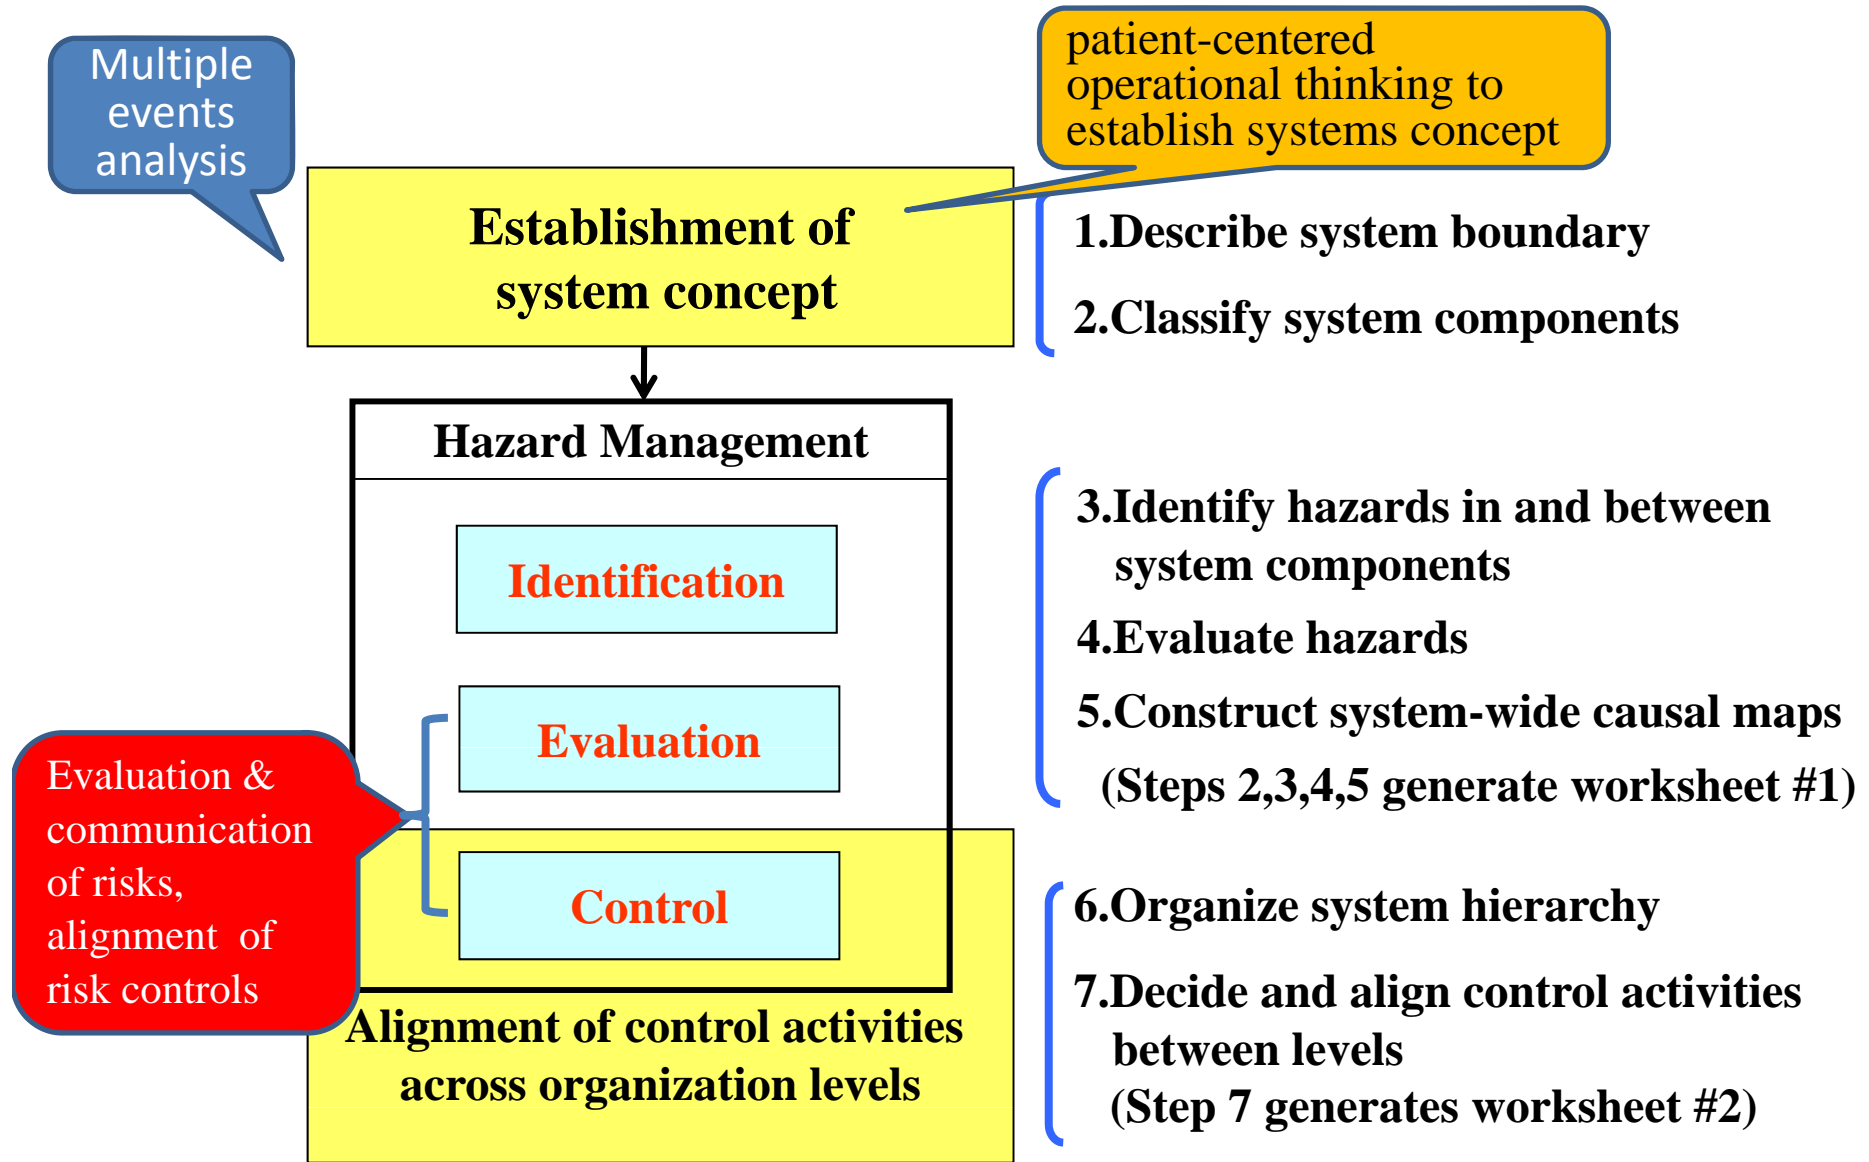 Multiple
events
analysis
patient-centered
operational thinking to
establish systems concept
Establishment of
system concept
1.Describe system boundary
2.Classify system components
Hazard Management
Identification
Evaluation
Control
3.Identify hazards in and between
system components
4.Evaluate hazards
5.Construct system-wide causal maps
(Steps 2,3,4,5 generate worksheet #1)
Evaluation &
communication
of risks,
alignment of
risk controls
Alignment of control activities
across organization levels
6.Organize system hierarchy
7.Decide and align control activities
between levels
(Step 7 generates worksheet #2)